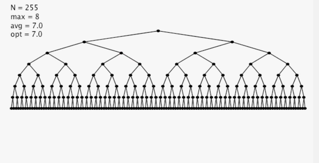 N = 255
max = 8
avg = 7.0
opt = 7.0